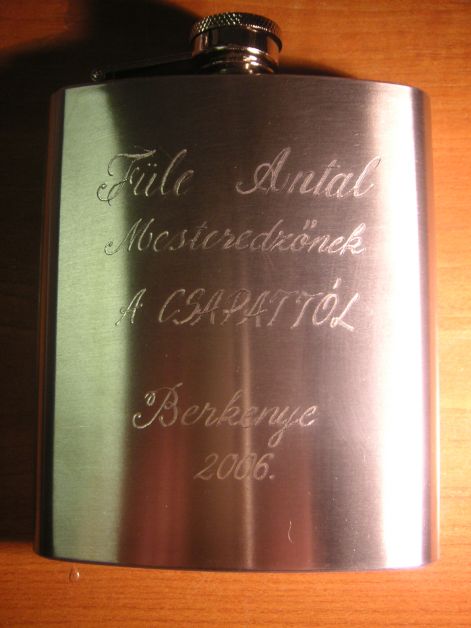 Füle Antal
Mesteredzőnek
A CSAPATTÓL
Berkenye
2006.